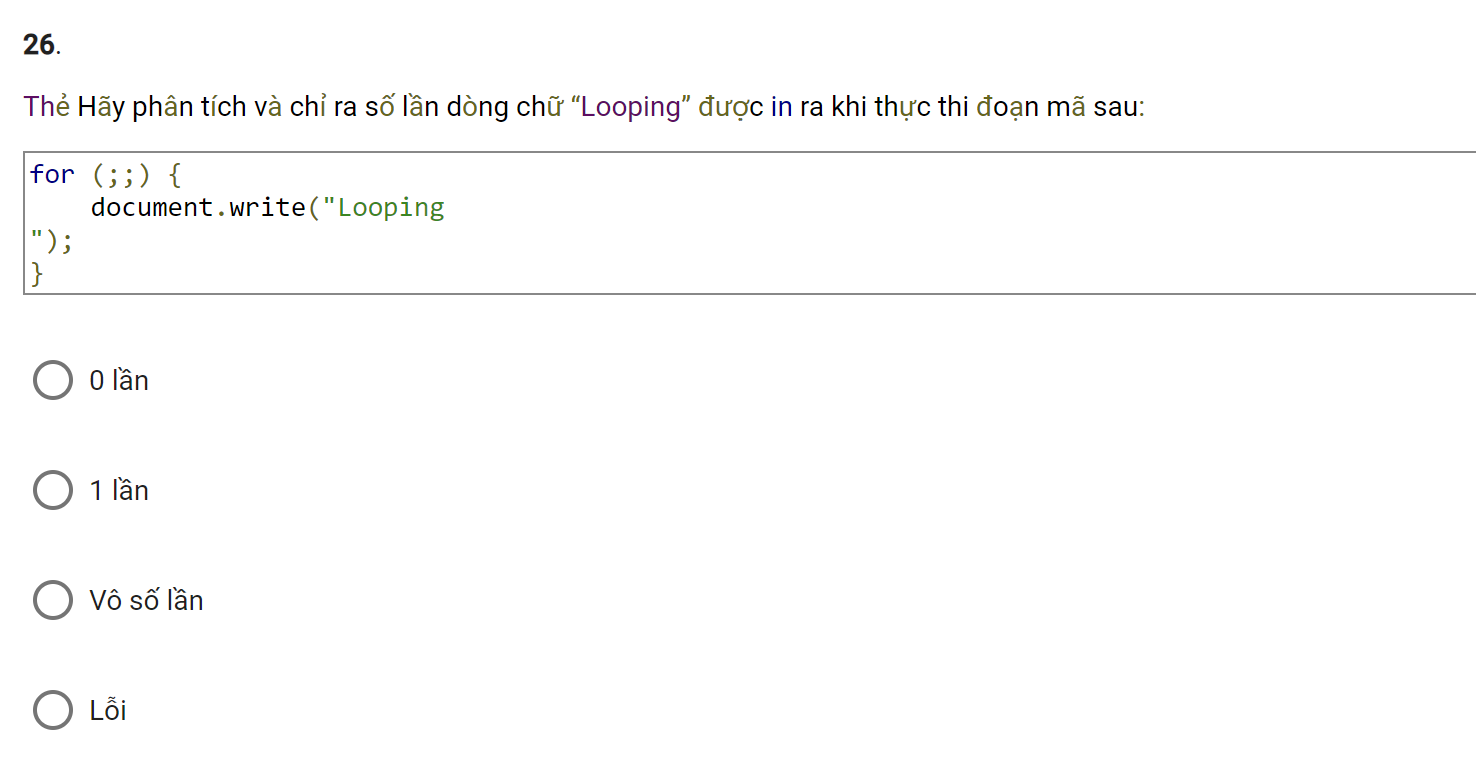 26.
Thẻ Hãy phân tích và chỉ ra số lần dòng chữ “Looping” được in ra khi thực thi đoạn mã sau:
for (;;) {
    document.write("Looping
");
}
0 lần
1 lần
Vô số lần
Lỗi